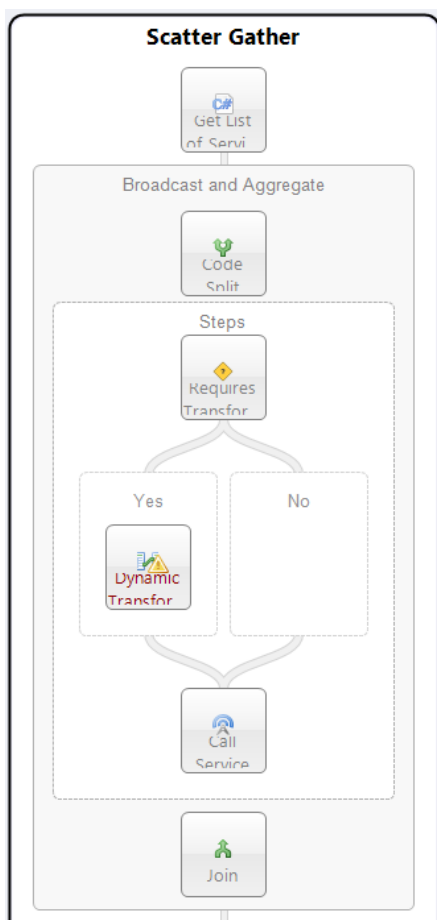 Scatter Gather
C#
Get List
of Servi...
Broadcast and Aggregate
Code
Split
Steps
?
Requires
Transfor...
Yes
No
Dynamic
Transfor...
Call
Service
Join